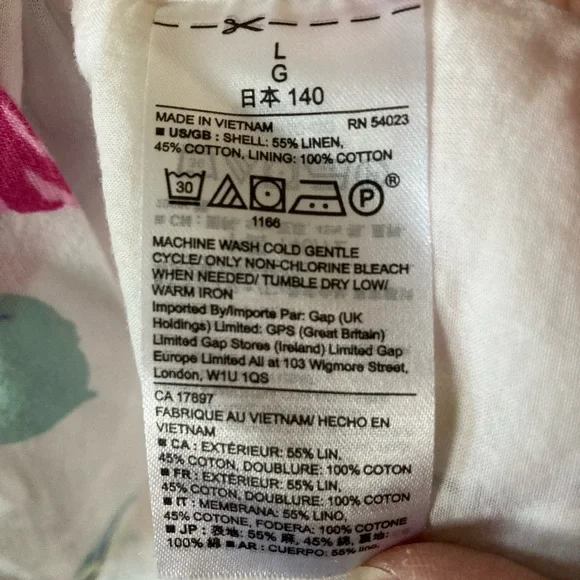 L
G
日本 140
MADE IN VIETNAM RN 54023
■ US/GB : SHELL: 55% LINEN,
45% COTTON, LINING: 100% COTTON
30 P ®
1166
MACHINE WASH COLD GENTLE
CYCLE/ ONLY NON-CHLORINE BLEACH
WHEN NEEDED/ TUMBLE DRY LOW/
WARM IRON
Imported By/Importe Par: Gap (UK
Holdings) Limited: GPS (Great Britain)
Limited Gap Stores (Ireland) Limited Gap
Europe Limited All at 103 Wigmore Street,
London, W1U 1QS
CA 17897
FABRIQUE AU VIETNAM/ HECHO EN
VIETNAM
■ CA : EXTÉRIEUR: 55% LIN,
45% COTON, DOUBLURE: 100% COTON
■ FR : EXTÉRIEUR: 55% LIN,
45% COTON, DOUBLURE: 100% COTON
■ IT : MEMBRANA: 55% LINO,
45% COTONE, FODERA: 100% COTONE
■ JP : 表地: 55% 麻, 45% 綿, 裏地:
100% 綿 ■ AR : CUERPO: 55% lino,